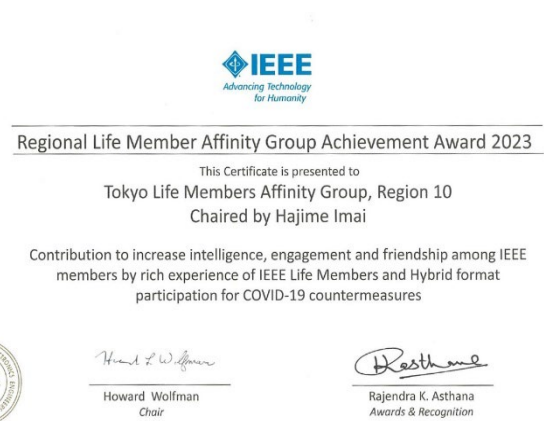 IEEE
Advancing Technology
for Humanity
Regional Life Member Affinity Group Achievement Award 2023
This Certificate is presented to
Tokyo Life Members Affinity Group, Region 10
Chaired by Hajime Imai
Contribution to increase intelligence, engagement and friendship among IEEE
members by rich experience of IEEE Life Members and Hybrid format
participation for COVID-19 countermeasures
Howard L Wolfman
Howard Wolfman
Chair
Rajendra K. Asthana
Awards & Recognition